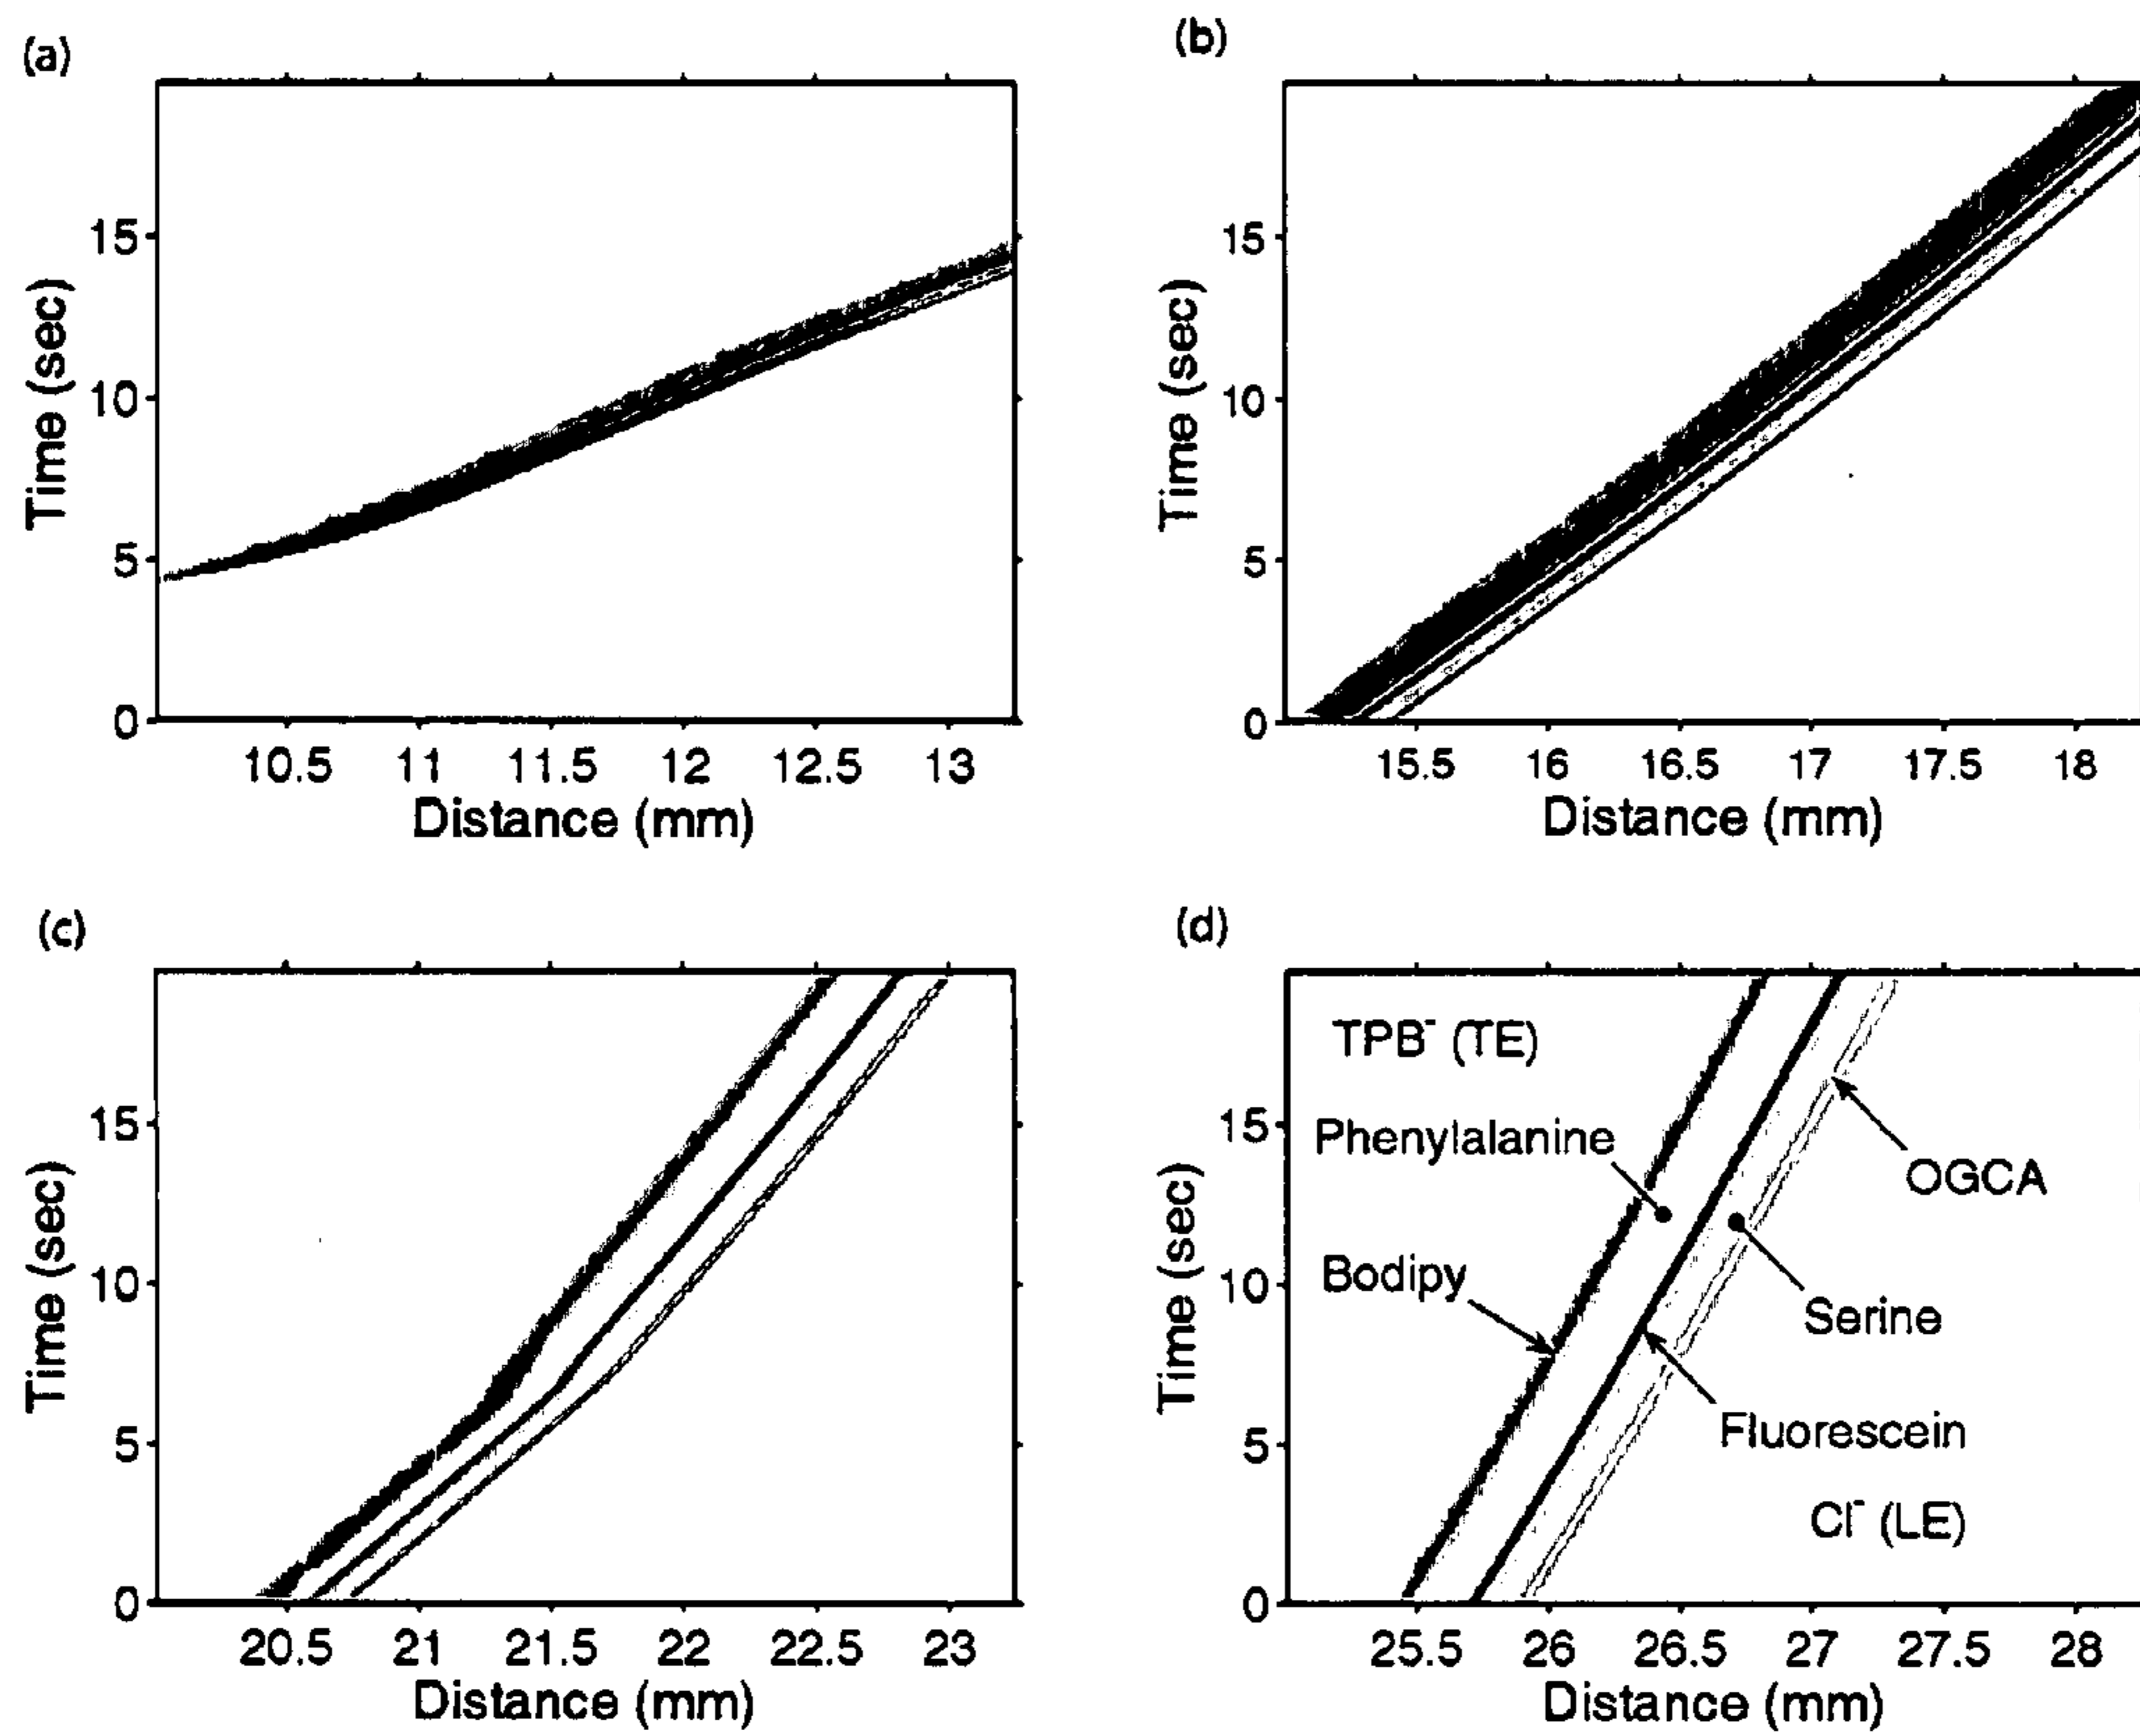 (a)
15
10
5
0
Time (sec)
10.5 11 11.5 12 12.5 13
Distance (mm)
(b)
15
10
5
0
Time (sec)
15.5 16 16.5 17 17.5 18
Distance (mm)
(c)
15
10
5
0
Time (sec)
20.5 21 21.5 22 22.5 23
Distance (mm)
(d)
15
10
5
0
Time (sec)
TPB⁻ (TE)
Phenylalanine
OGCA
Bodipy
Serine
Fluorescein
Cl⁻ (LE)
25.5 26 26.5 27 27.5 28
Distance (mm)